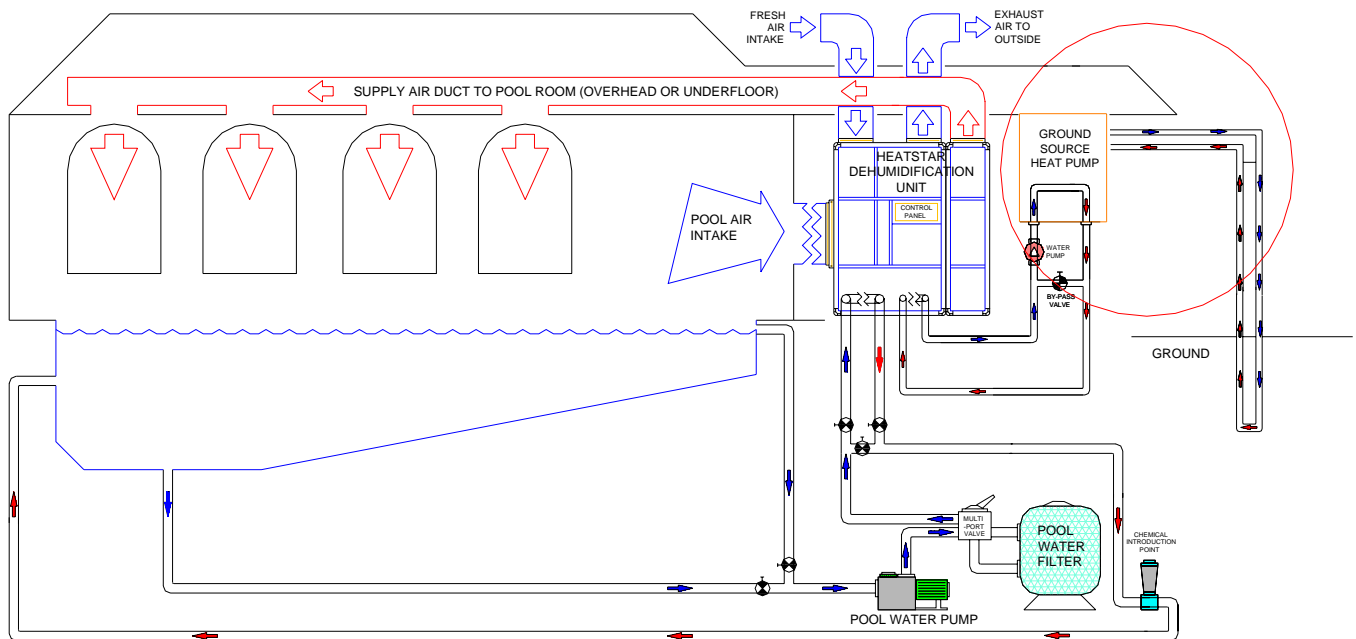 FRESH
AIR
INTAKE
EXHAUST
AIR TO
OUTSIDE
SUPPLY AIR DUCT TO POOL ROOM (OVERHEAD OR UNDERFLOOR)
GROUND
SOURCE
HEAT PUMP
HEATSTAR
DEHUMIDIFICATION
UNIT
CONTROL
PANEL
POOL AIR
INTAKE
WATER
PUMP
BY-PASS
VALVE
GROUND
MULTI
-PORT
VALVE
POOL
WATER
FILTER
CHEMICAL
INTRODUCTION
POINT
POOL WATER PUMP